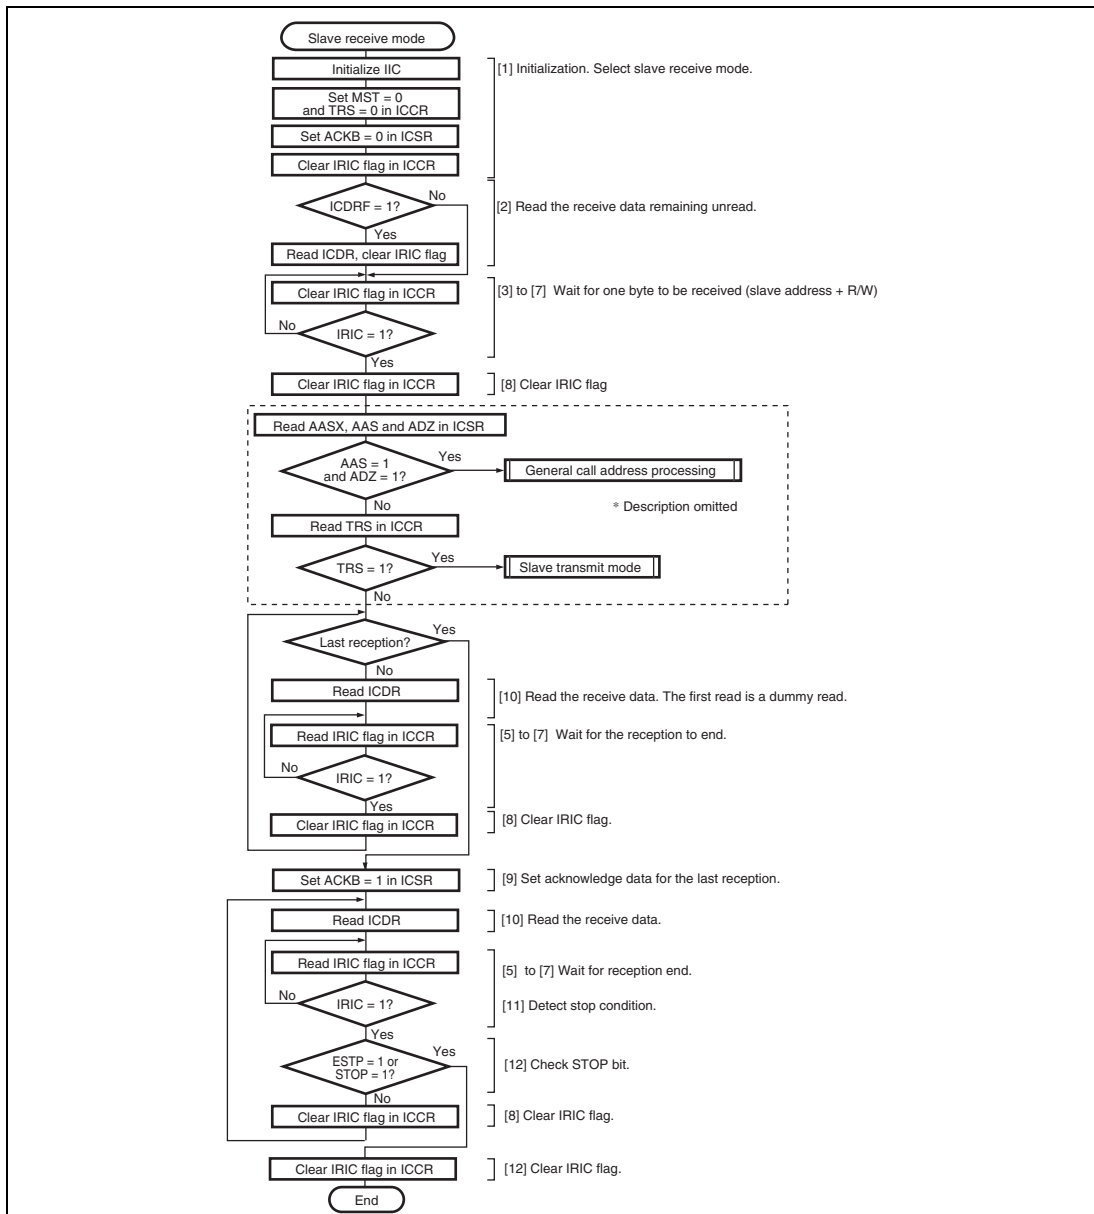 Slave receive mode
Initialize IIC
[1] Initialization. Select slave receive mode.
Set MST = 0
and TRS = 0 in ICCR
Set ACKB = 0 in ICSR
Clear IRIC flag in ICCR
No
ICDRF = 1?
[2] Read the receive data remaining unread.
Yes
Read ICDR, clear IRIC flag
Clear IRIC flag in ICCR
[3] to [7] Wait for one byte to be received (slave address + R/W)
No
IRIC = 1?
Yes
Clear IRIC flag in ICCR
[8] Clear IRIC flag
Read AASX, AAS and ADZ in ICSR
AAS = 1
and ADZ = 1?
Yes
General call address processing
No
* Description omitted
Read TRS in ICCR
TRS = 1?
Yes
Slave transmit mode
No
Last reception?
Yes
No
Read ICDR
[10] Read the receive data. The first read is a dummy read.
Read IRIC flag in ICCR
[5] to [7] Wait for the reception to end.
No
IRIC = 1?
Yes
Clear IRIC flag in ICCR
[8] Clear IRIC flag.
Set ACKB = 1 in ICSR
[9] Set acknowledge data for the last reception.
Read ICDR
[10] Read the receive data.
Read IRIC flag in ICCR
[5] to [7] Wait for reception end.
No
IRIC = 1?
[11] Detect stop condition.
Yes
ESTP = 1 or
STOP = 1?
Yes
[12] Check STOP bit.
No
Clear IRIC flag in ICCR
[8] Clear IRIC flag.
Clear IRIC flag in ICCR
[12] Clear IRIC flag.
End